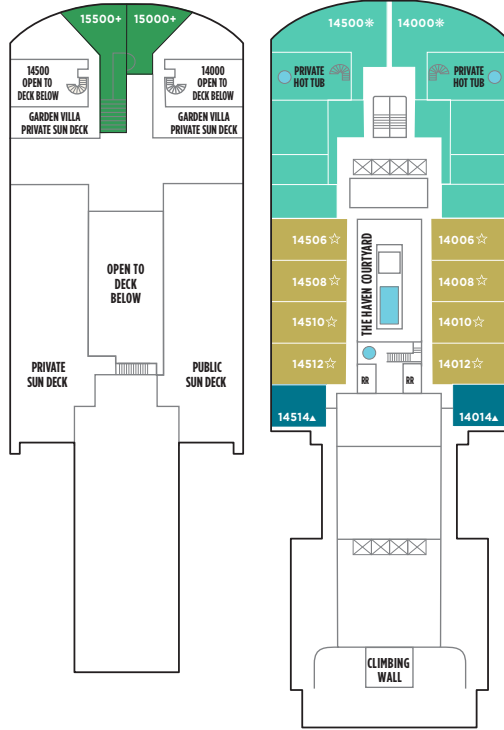 15500+
15000+
14500
OPEN TO
DECK BELOW
14000
OPEN TO
DECK BELOW
GARDEN VILLA
PRIVATE SUN DECK
GARDEN VILLA
PRIVATE SUN DECK
OPEN TO
DECK
BELOW
PRIVATE
SUN DECK
PUBLIC
SUN DECK
14500❊
14000❊
PRIVATE
HOT TUB
PRIVATE
HOT TUB
THE HAVEN COURTYARD
14506☆
14006☆
14508☆
14008☆
14510☆
14010☆
14512☆
14012☆
RR
RR
14514▲
14014▲
CLIMBING
WALL